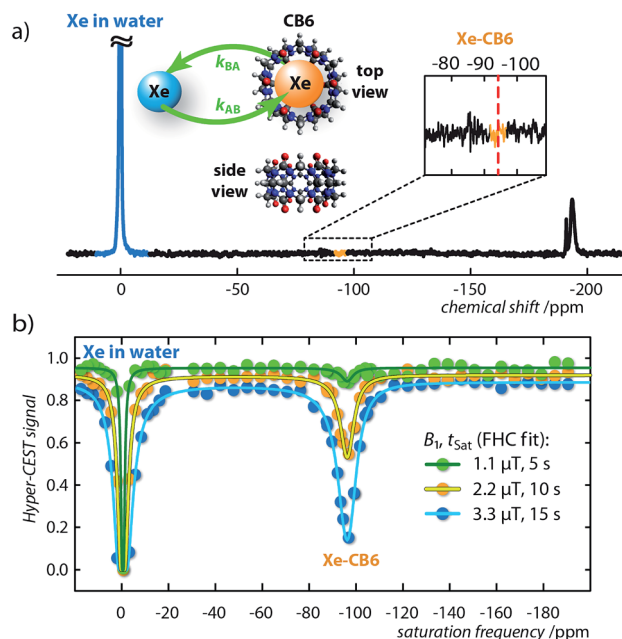 a)
Xe in water
CB6
Xe-CB6
-80 -90 -100
k_BA
Xe
Xe
top
view
k_AB
side
view
0 -50 -100 -150 -200
chemical shift /ppm
b)
Xe in water
1.0
0.8
0.6
0.4
0.2
0.0
Hyper-CEST signal
B₁, t_Sat (FHC fit):
1.1 µT, 5 s
2.2 µT, 10 s
3.3 µT, 15 s
Xe-CB6
0 -20 -40 -60 -80 -100 -120 -140 -160 -180
saturation frequency /ppm